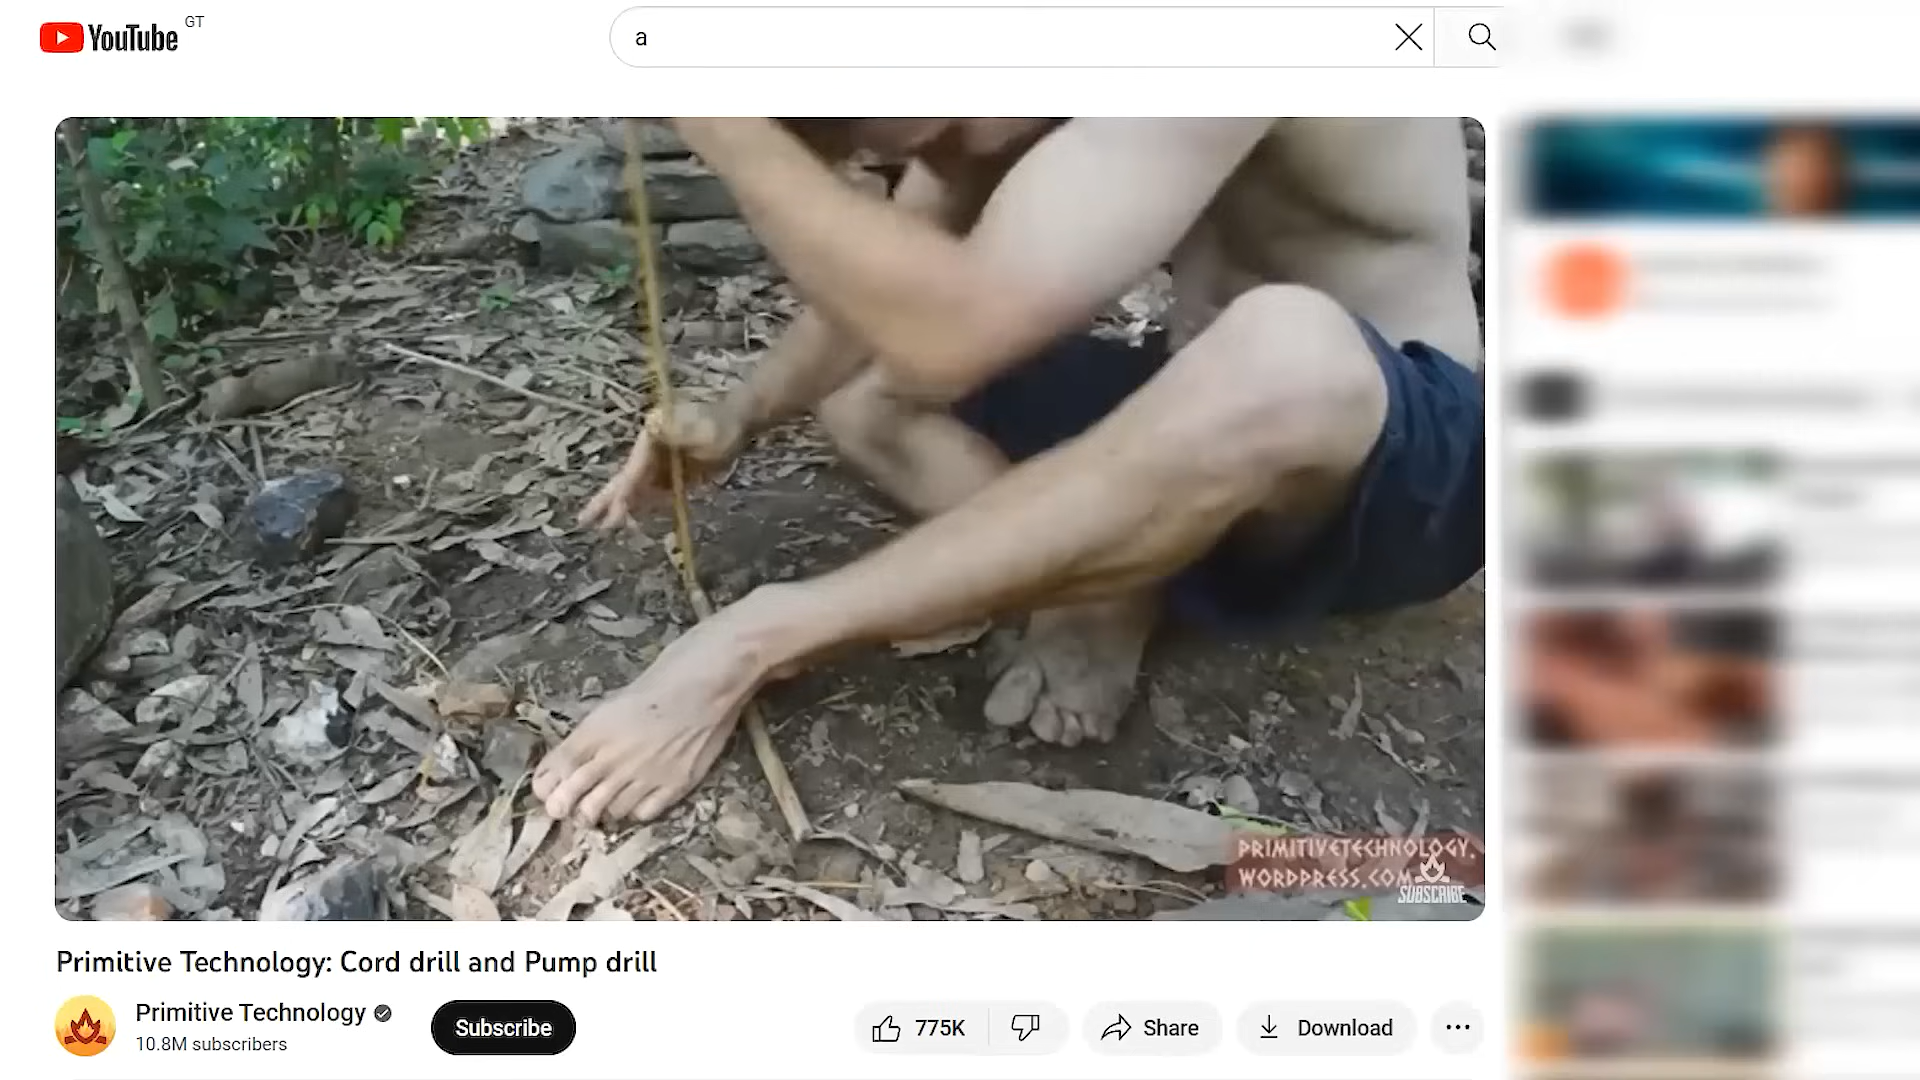 YouTube GT
a
PRIMITIVETECHNOLOGY.
WORDPRESS.COM
SUBSCRIBE
Primitive Technology: Cord drill and Pump drill
Primitive Technology
10.8M subscribers
Subscribe
775K
Share
Download